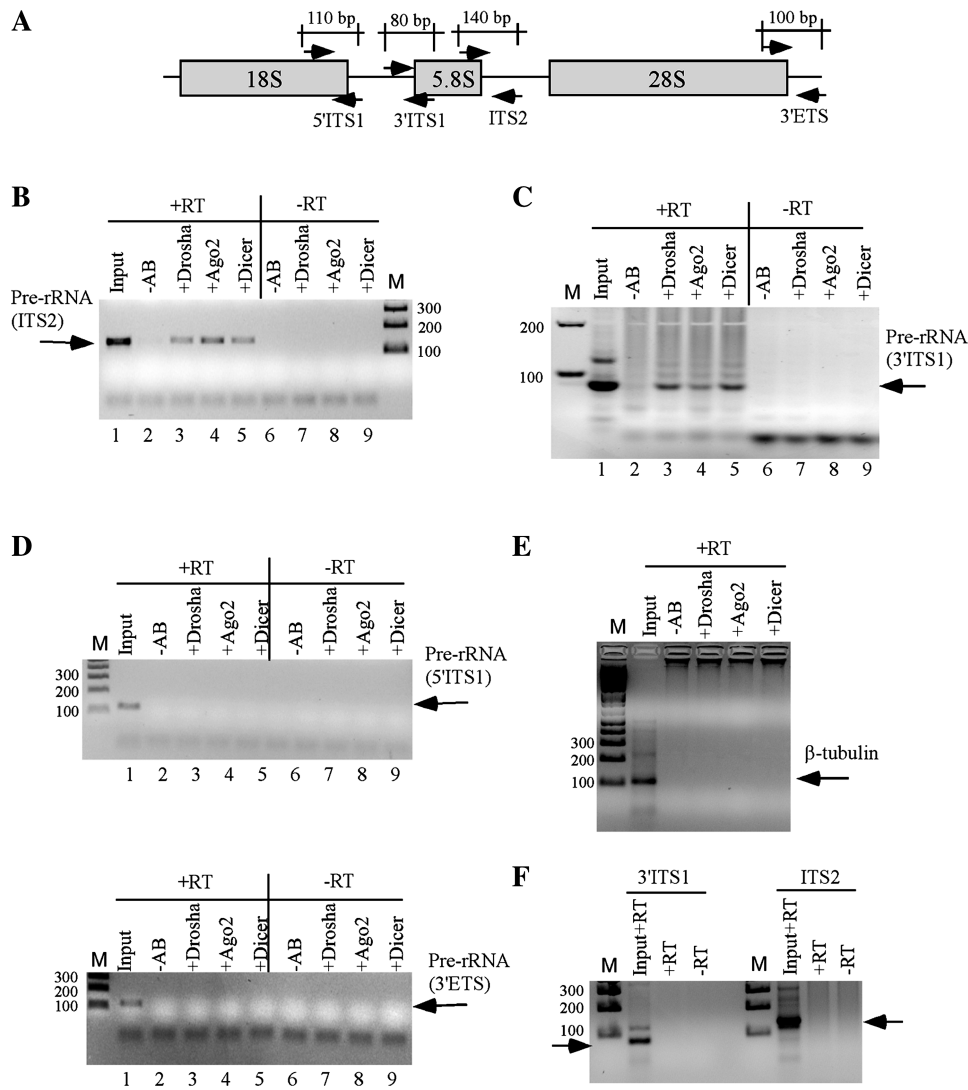 A
110 bp 80 bp 140 bp 100 bp
18S 5.8S 28S
5'ITS1 3'ITS1 ITS2 3'ETS
B
+RT -RT
Input -AB +Drosha +Ago2 +Dicer -AB +Drosha +Ago2 +Dicer M
Pre-rRNA
(ITS2)
300
200
100
1 2 3 4 5 6 7 8 9
C
+RT -RT
M Input -AB +Drosha +Ago2 +Dicer -AB +Drosha +Ago2 +Dicer
200
100
Pre-rRNA
(3'ITS1)
1 2 3 4 5 6 7 8 9
D
+RT -RT
M Input -AB +Drosha +Ago2 +Dicer -AB +Drosha +Ago2 +Dicer
300
200
100
Pre-rRNA
(5'ITS1)
1 2 3 4 5 6 7 8 9
E
+RT
M Input -AB +Drosha +Ago2 +Dicer
300
200
100
β-tubulin
+RT -RT
M Input -AB +Drosha +Ago2 +Dicer -AB +Drosha +Ago2 +Dicer
300
200
100
Pre-rRNA
(3'ETS)
1 2 3 4 5 6 7 8 9
F
3'ITS1 ITS2
M Input+RT +RT -RT M Input+RT +RT -RT
300
200
100
300
200
100